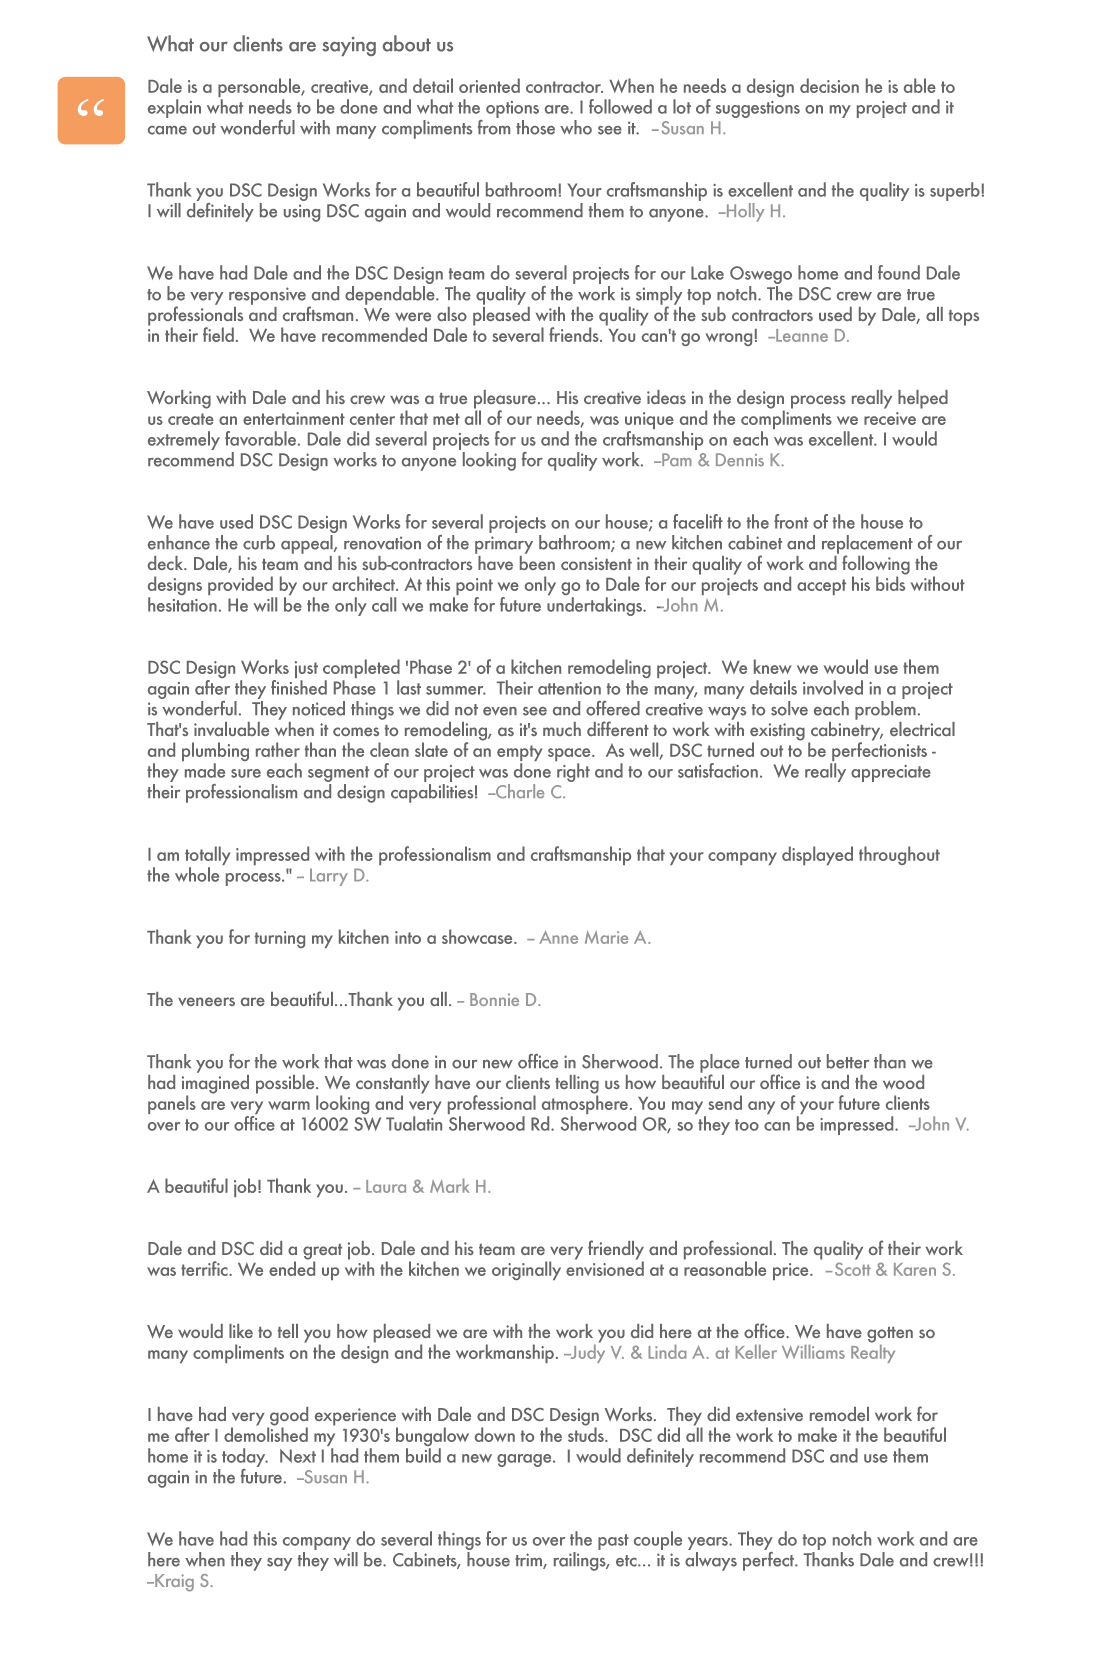 What our clients are saying about us
“
Dale is a personable, creative, and detail oriented contractor. When he needs a design decision he is able to
explain what needs to be done and what the options are. I followed a lot of suggestions on my project and it
came out wonderful with many compliments from those who see it.  –Susan H.
Thank you DSC Design Works for a beautiful bathroom! Your craftsmanship is excellent and the quality is superb!
I will definitely be using DSC again and would recommend them to anyone.  –Holly H.
We have had Dale and the DSC Design team do several projects for our Lake Oswego home and found Dale
to be very responsive and dependable. The quality of the work is simply top notch. The DSC crew are true
professionals and craftsman. We were also pleased with the quality of the sub contractors used by Dale, all tops
in their field.  We have recommended Dale to several friends. You can't go wrong!  –Leanne D.
Working with Dale and his crew was a true pleasure... His creative ideas in the design process really helped
us create an entertainment center that met all of our needs, was unique and the compliments we receive are
extremely favorable. Dale did several projects for us and the craftsmanship on each was excellent. I would
recommend DSC Design works to anyone looking for quality work.  –Pam & Dennis K.
We have used DSC Design Works for several projects on our house; a facelift to the front of the house to
enhance the curb appeal, renovation of the primary bathroom; a new kitchen cabinet and replacement of our
deck. Dale, his team and his sub-contractors have been consistent in their quality of work and following the
designs provided by our architect. At this point we only go to Dale for our projects and accept his bids without
hesitation. He will be the only call we make for future undertakings.  –John M.
DSC Design Works just completed 'Phase 2' of a kitchen remodeling project.  We knew we would use them
again after they finished Phase 1 last summer.  Their attention to the many, many details involved in a project
is wonderful.  They noticed things we did not even see and offered creative ways to solve each problem.
That's invaluable when it comes to remodeling, as it's much different to work with existing cabinetry, electrical
and plumbing rather than the clean slate of an empty space.  As well, DSC turned out to be perfectionists -
they made sure each segment of our project was done right and to our satisfaction.  We really appreciate
their professionalism and design capabilities!  –Charle C.
I am totally impressed with the professionalism and craftsmanship that your company displayed throughout
the whole process." – Larry D.
Thank you for turning my kitchen into a showcase.  – Anne Marie A.
The veneers are beautiful...Thank you all. – Bonnie D.
Thank you for the work that was done in our new office in Sherwood. The place turned out better than we
had imagined possible. We constantly have our clients telling us how beautiful our office is and the wood
panels are very warm looking and very professional atmosphere. You may send any of your future clients
over to our office at 16002 SW Tualatin Sherwood Rd. Sherwood OR, so they too can be impressed.  –John V.
A beautiful job! Thank you. – Laura & Mark H.
Dale and DSC did a great job. Dale and his team are very friendly and professional. The quality of their work
was terrific. We ended up with the kitchen we originally envisioned at a reasonable price.  –Scott & Karen S.
We would like to tell you how pleased we are with the work you did here at the office. We have gotten so
many compliments on the design and the workmanship. –Judy V. & Linda A. at Keller Williams Realty
I have had very good experience with Dale and DSC Design Works.  They did extensive remodel work for
me after I demolished my 1930's bungalow down to the studs.  DSC did all the work to make it the beautiful
home it is today.  Next I had them build a new garage.  I would definitely recommend DSC and use them
again in the future.  –Susan H.
We have had this company do several things for us over the past couple years. They do top notch work and are
here when they say they will be. Cabinets, house trim, railings, etc... it is always perfect. Thanks Dale and crew!!!
–Kraig S.